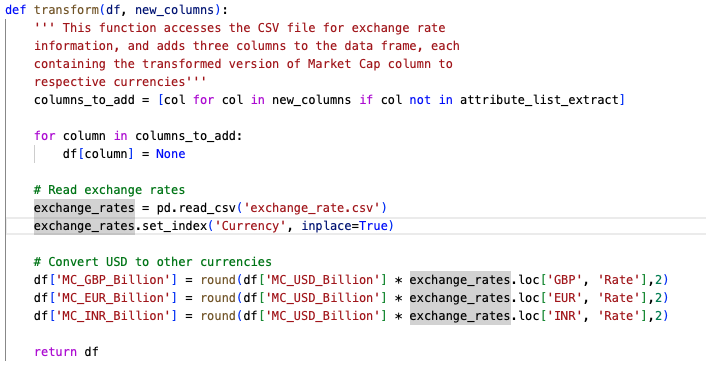 def transform(df, new_columns):
    ''' This function accesses the CSV file for exchange rate
    information, and adds three columns to the data frame, each
    containing the transformed version of Market Cap column to
    respective currencies'''
    columns_to_add = [col for col in new_columns if col not in attribute_list_extract]

    for column in columns_to_add:
        df[column] = None

    # Read exchange rates
    exchange_rates = pd.read_csv('exchange_rate.csv')
    exchange_rates.set_index('Currency', inplace=True)

    # Convert USD to other currencies
    df['MC_GBP_Billion'] = round(df['MC_USD_Billion'] * exchange_rates.loc['GBP', 'Rate'],2)
    df['MC_EUR_Billion'] = round(df['MC_USD_Billion'] * exchange_rates.loc['EUR', 'Rate'],2)
    df['MC_INR_Billion'] = round(df['MC_USD_Billion'] * exchange_rates.loc['INR', 'Rate'],2)

    return df